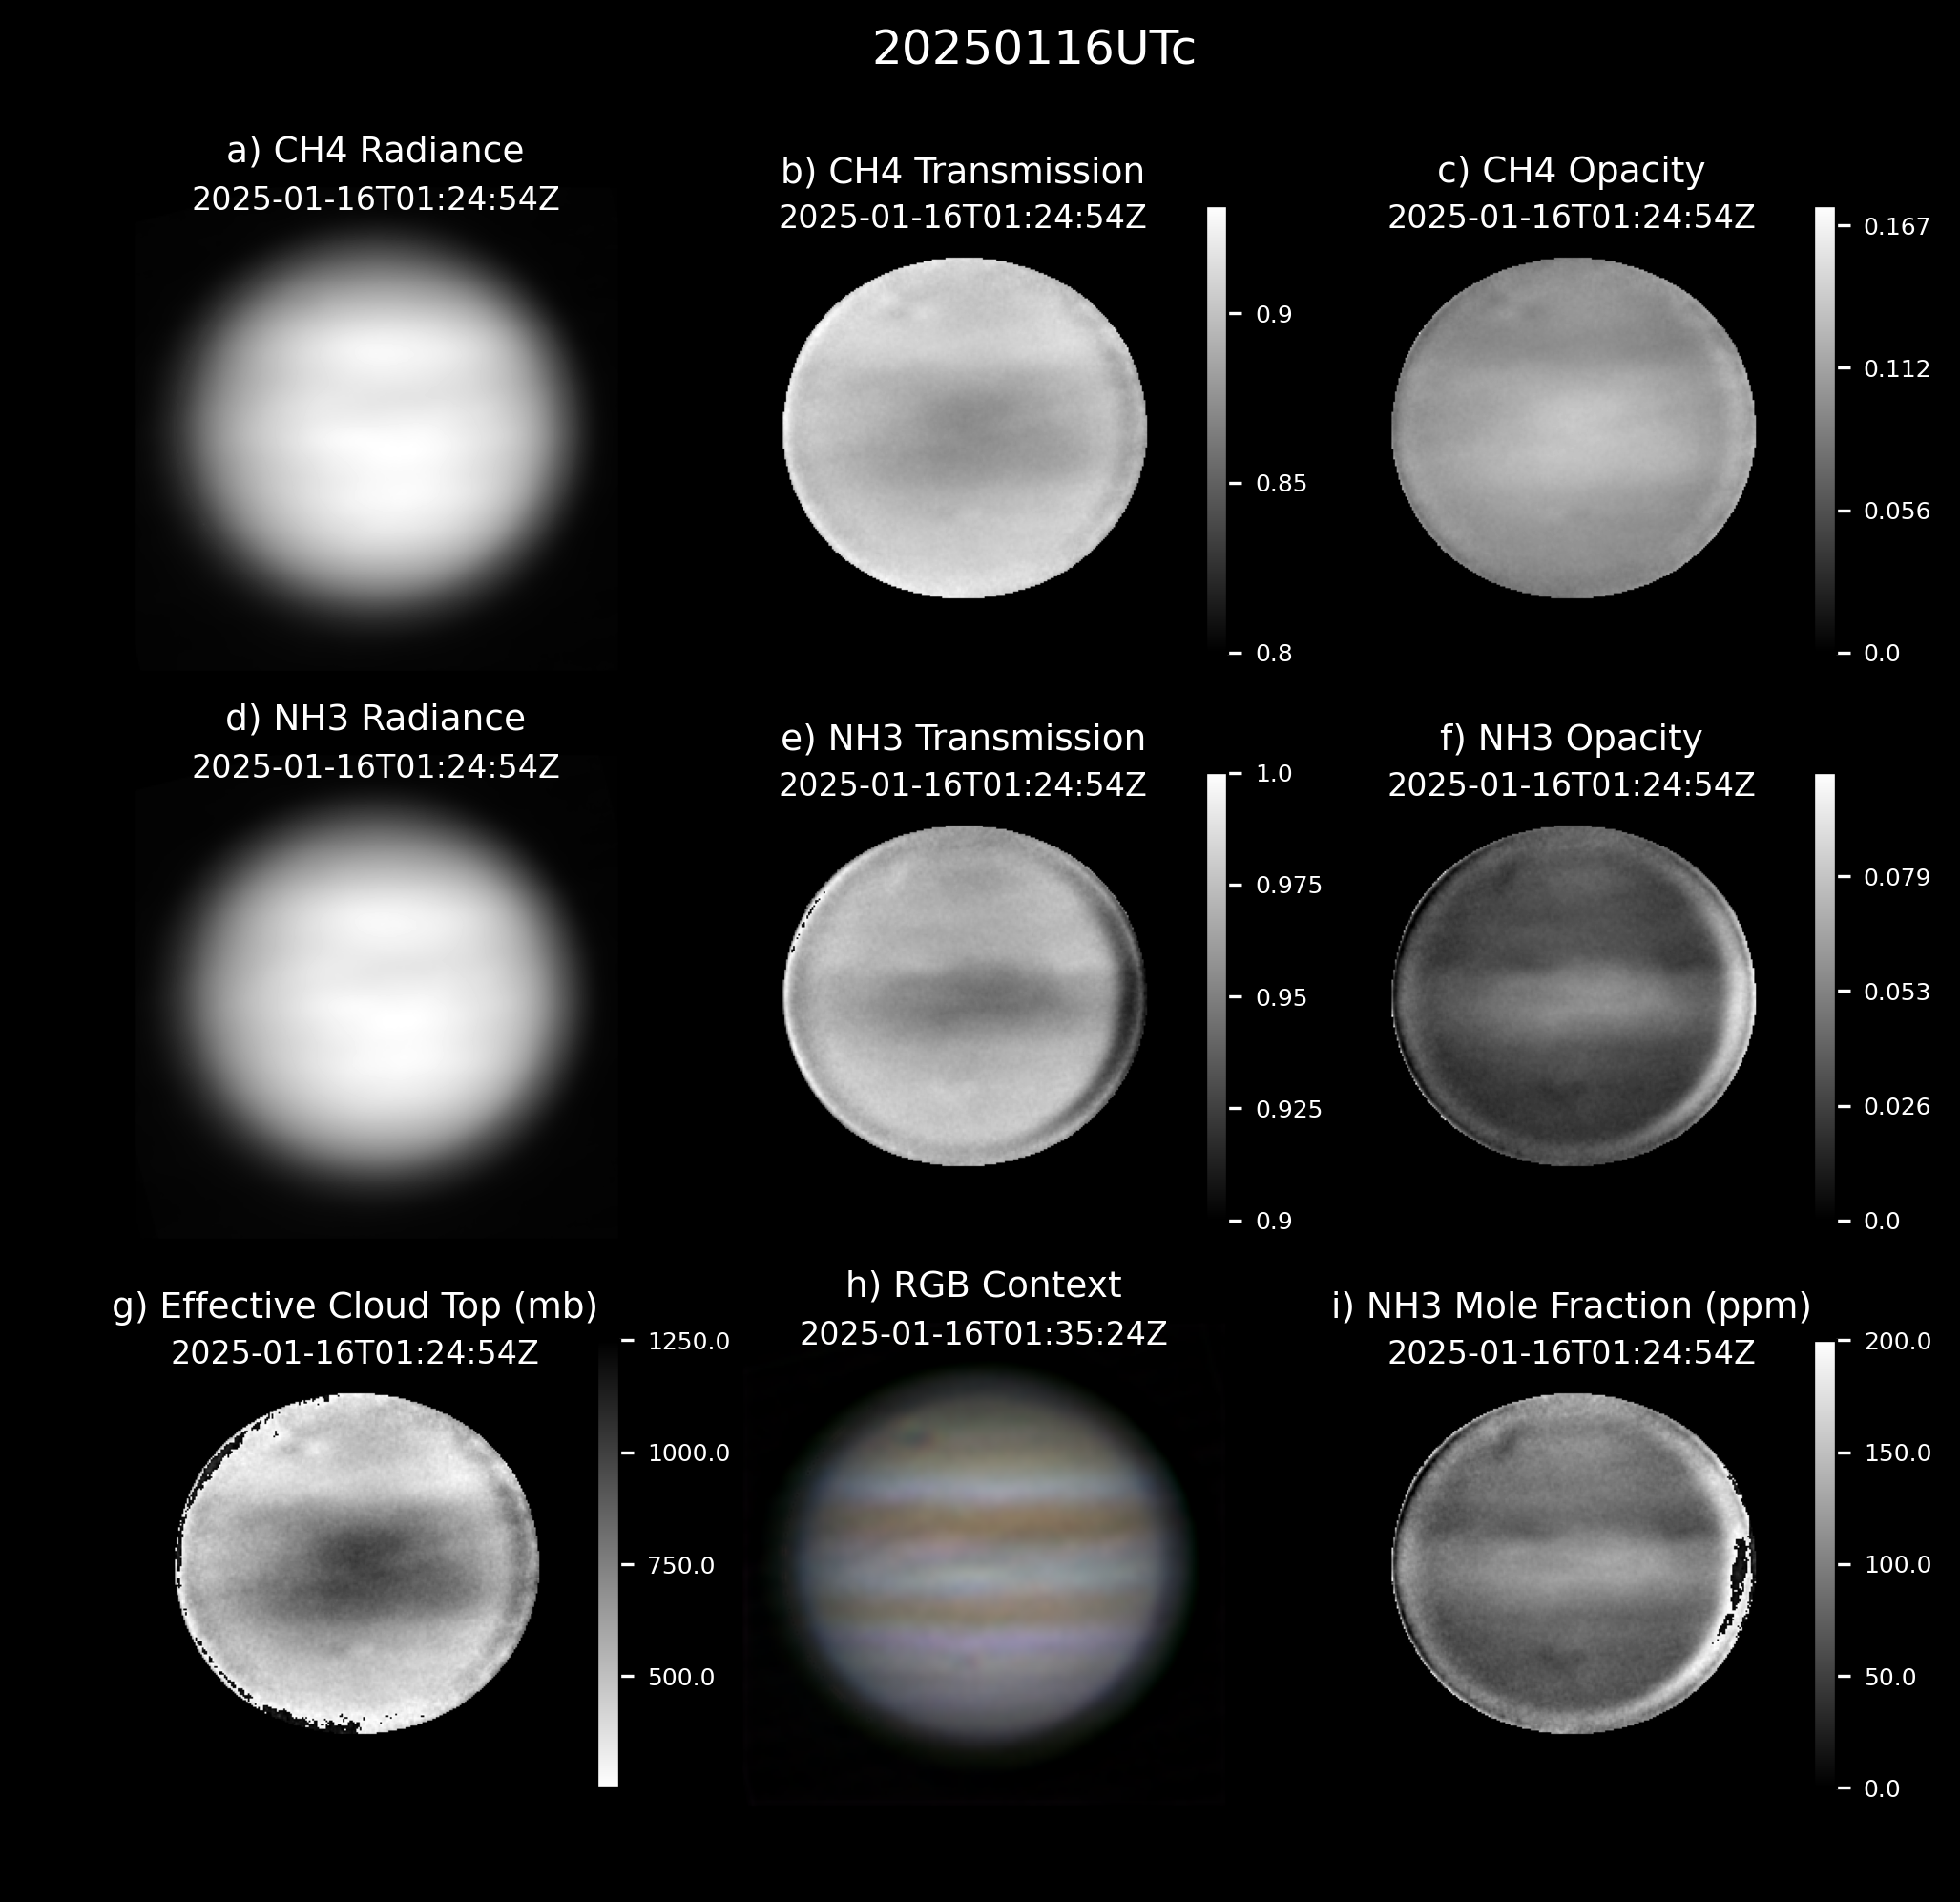 20250116UTc
a) CH4 Radiance
2025-01-16T01:24:54Z
b) CH4 Transmission
2025-01-16T01:24:54Z
0.9
0.85
0.8
c) CH4 Opacity
2025-01-16T01:24:54Z
0.167
0.112
0.056
0.0
d) NH3 Radiance
2025-01-16T01:24:54Z
e) NH3 Transmission
2025-01-16T01:24:54Z
1.0
0.975
0.95
0.925
0.9
f) NH3 Opacity
2025-01-16T01:24:54Z
0.079
0.053
0.026
0.0
g) Effective Cloud Top (mb)
2025-01-16T01:24:54Z
1250.0
1000.0
750.0
500.0
h) RGB Context
2025-01-16T01:35:24Z
i) NH3 Mole Fraction (ppm)
2025-01-16T01:24:54Z
200.0
150.0
100.0
50.0
0.0